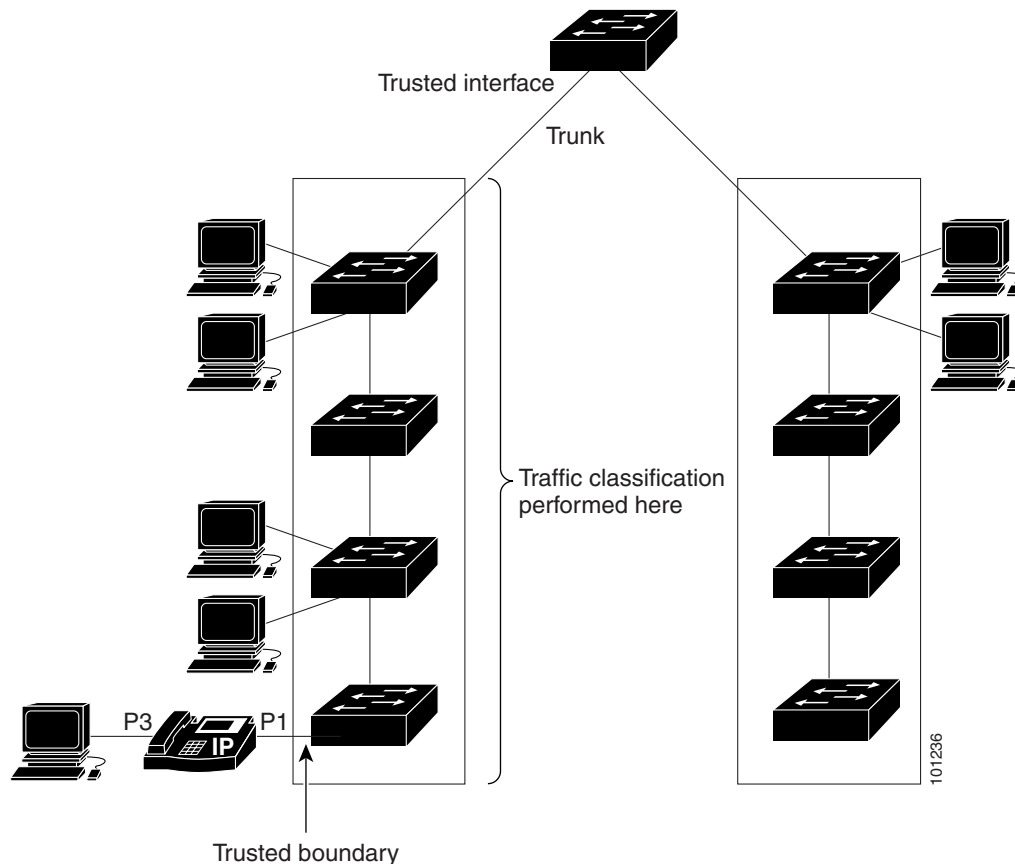 Trusted interface
Trunk
Traffic classification
performed here
P3
IP
P1
101236
Trusted boundary